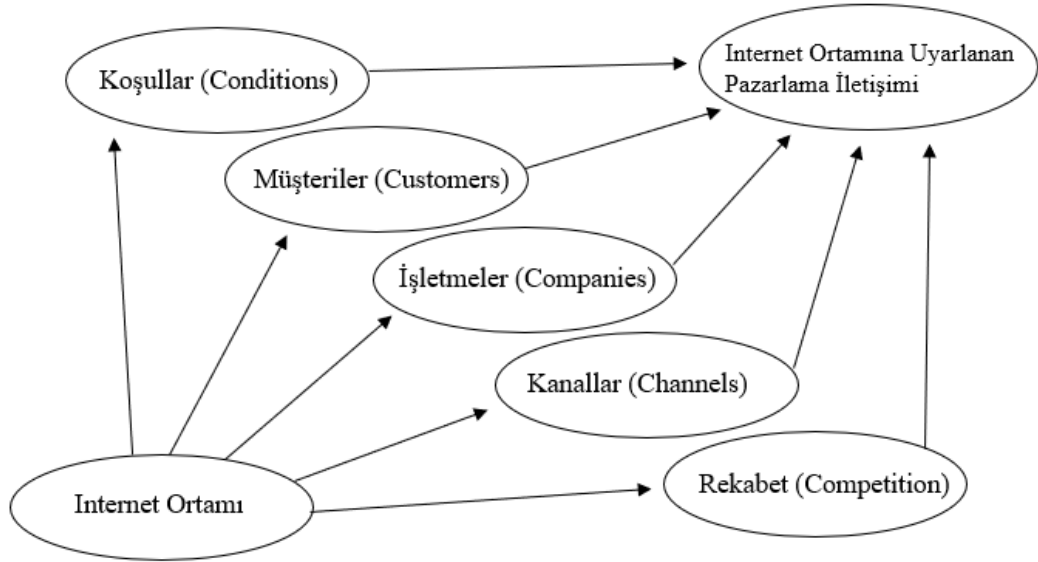 Koşullar (Conditions)
Internet Ortamına Uyarlanan
Pazarlama İletişimi
Müşteriler (Customers)
İşletmeler (Companies)
Kanallar (Channels)
Rekabet (Competition)
Internet Ortamı